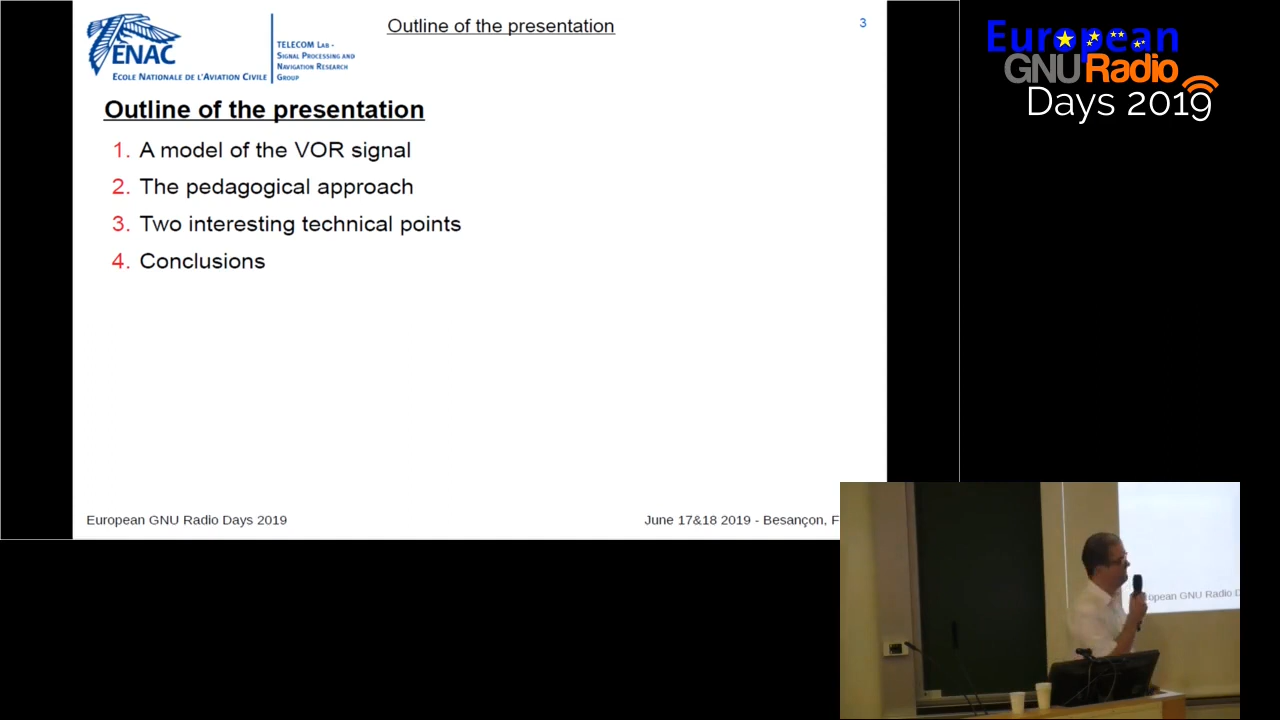 ENAC
ECOLE NATIONALE DE L'AVIATION CIVILE
TELECOM LAB -
SIGNAL PROCESSING AND
NAVIGATION RESEARCH
GROUP
Outline of the presentation
3
Outline of the presentation
1. A model of the VOR signal
2. The pedagogical approach
3. Two interesting technical points
4. Conclusions
European GNU Radio Days 2019
June 17&18 2019 - Besançon, F
European
GNURadio
Days 2019
opean GNU Radio D